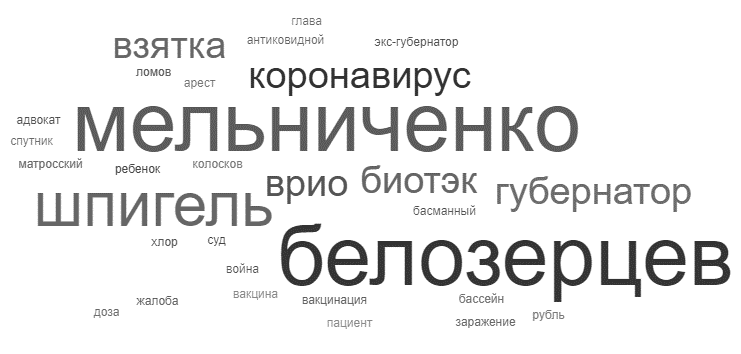 глава
взятка
антиковидной
экс-губернатор
ломов
арест
коронавирус
адвокат
мельниченко
спутник
матросский
ребенок
колосков
врио
биотэк
губернатор
шпигель
басманный
хлор
суд
белозерцев
война
вакцина
вакцинация
бассейн
жалоба
доза
пациент
заражение
рубль